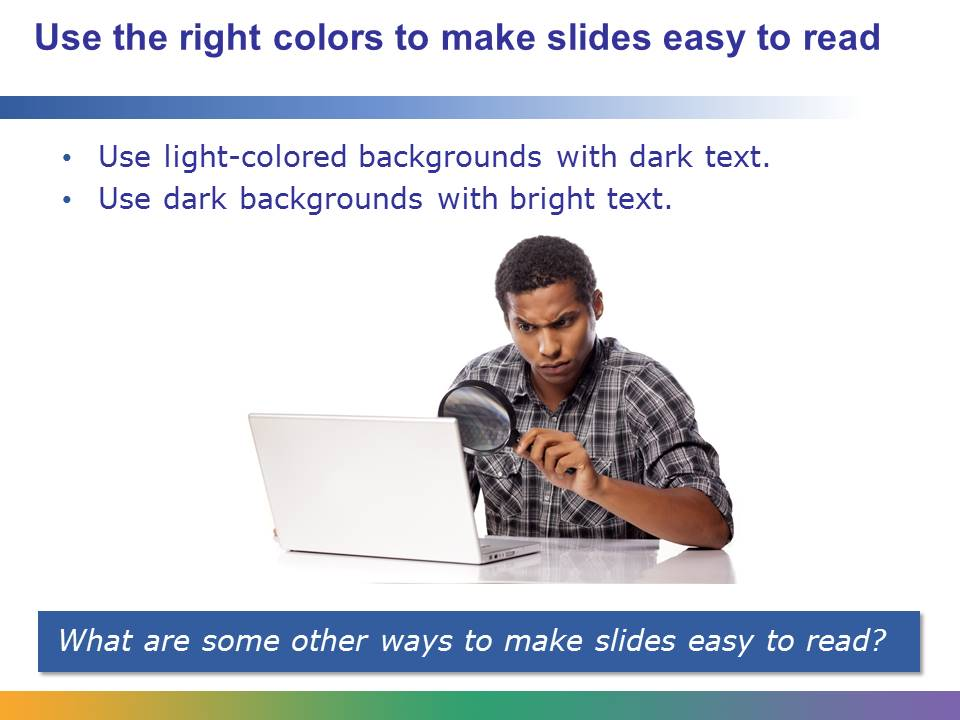 Use the right colors to make slides easy to read
• Use light-colored backgrounds with dark text.
• Use dark backgrounds with bright text.
What are some other ways to make slides easy to read?